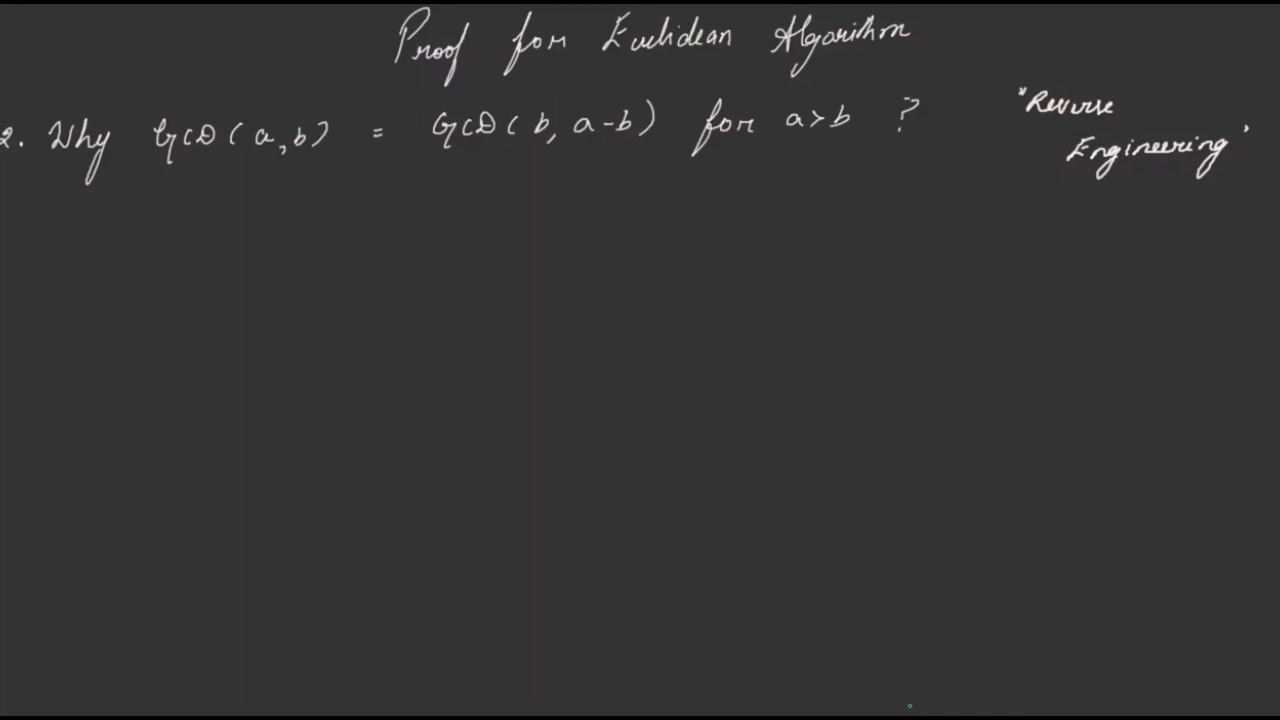 Proof for Euclidean Algorithm
2. Why GCD(a,b) = GCD(b, a-b) for a>b ?
"Reverse
Engineering'